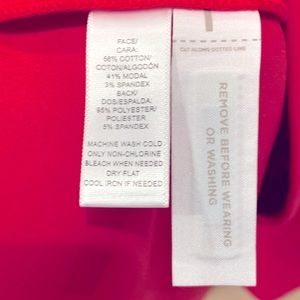 FACE/
CARA:
56% COTTON/
COTON/ALGODÓN
41% MODAL
3% SPANDEX
BACK/
DOS/ESPALDA:
95% POLYESTER/
POLIESTER
5% SPANDEX
MACHINE WASH COLD
ONLY NON-CHLORINE
BLEACH WHEN NEEDED
DRY FLAT
COOL IRON IF NEEDED
CUT ALONG DOTTED LINE
REMOVE BEFORE WEARING
OR WASHING